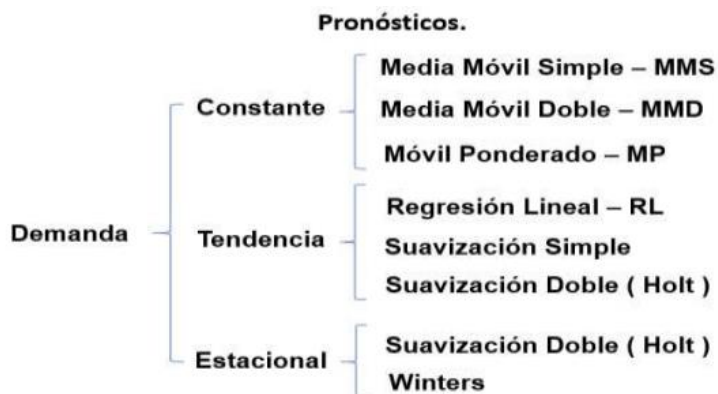 Pronósticos.
Demanda
Constante
Media Móvil Simple – MMS
Media Móvil Doble – MMD
Móvil Ponderado – MP
Tendencia
Regresión Lineal – RL
Suavización Simple
Suavización Doble ( Holt )
Estacional
Suavización Doble ( Holt )
Winters